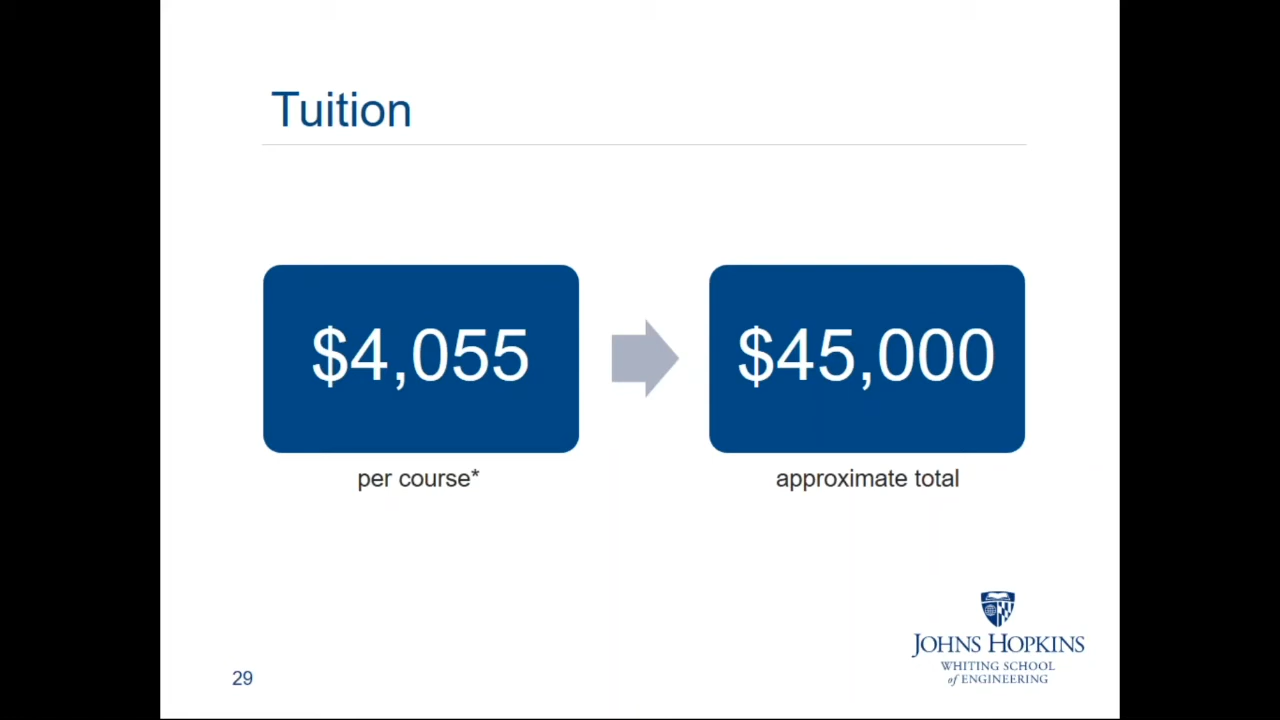 Tuition
$4,055
$45,000
per course*
approximate total
JOHNS HOPKINS
WHITING SCHOOL
of ENGINEERING
29